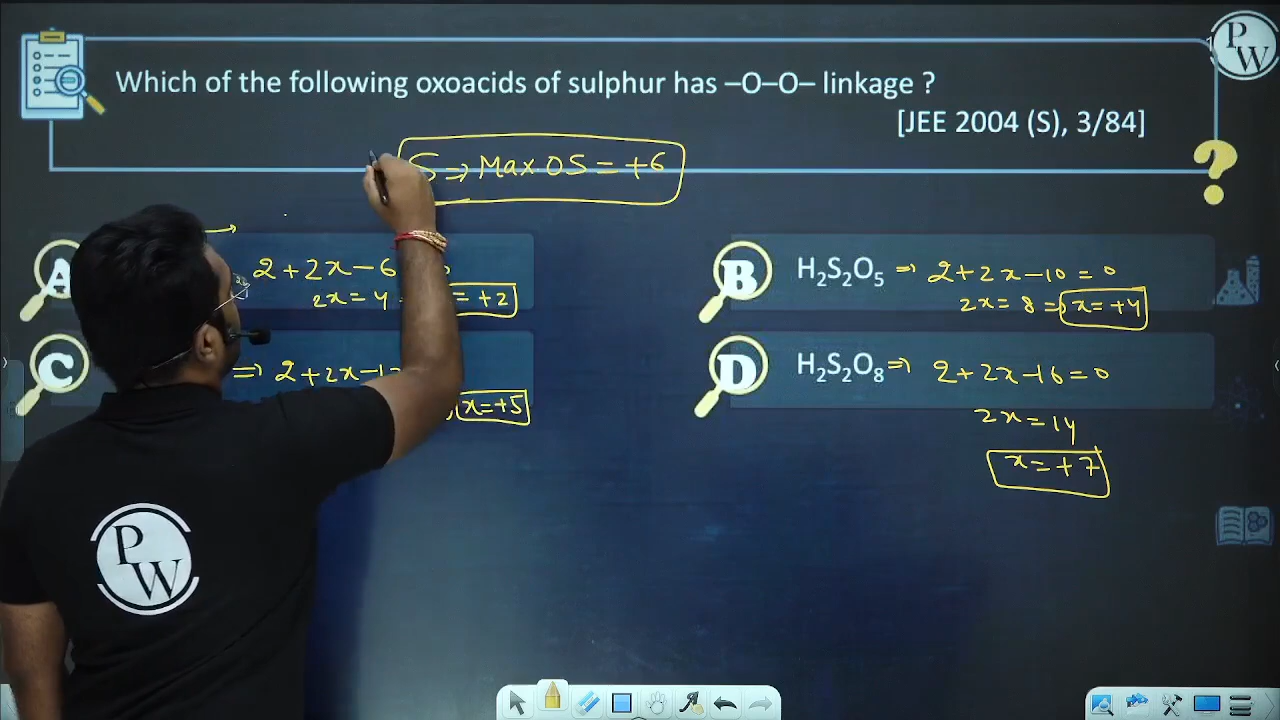 Which of the following oxoacids of sulphur has –O–O– linkage ?
[JEE 2004 (S), 3/84]
PW
S ⇒ Max. OS = +6
A
2 + 2x – 6
2x = 4
= +2
B H₂S₂O₅ ⇒ 2 + 2x – 10 = 0
2x = 8 ⇒ x = +4
C ⇒ 2 + 2x – 1
x = +5
D H₂S₂O₈ ⇒ 2 + 2x – 16 = 0
2x = 14
x = +7
PW